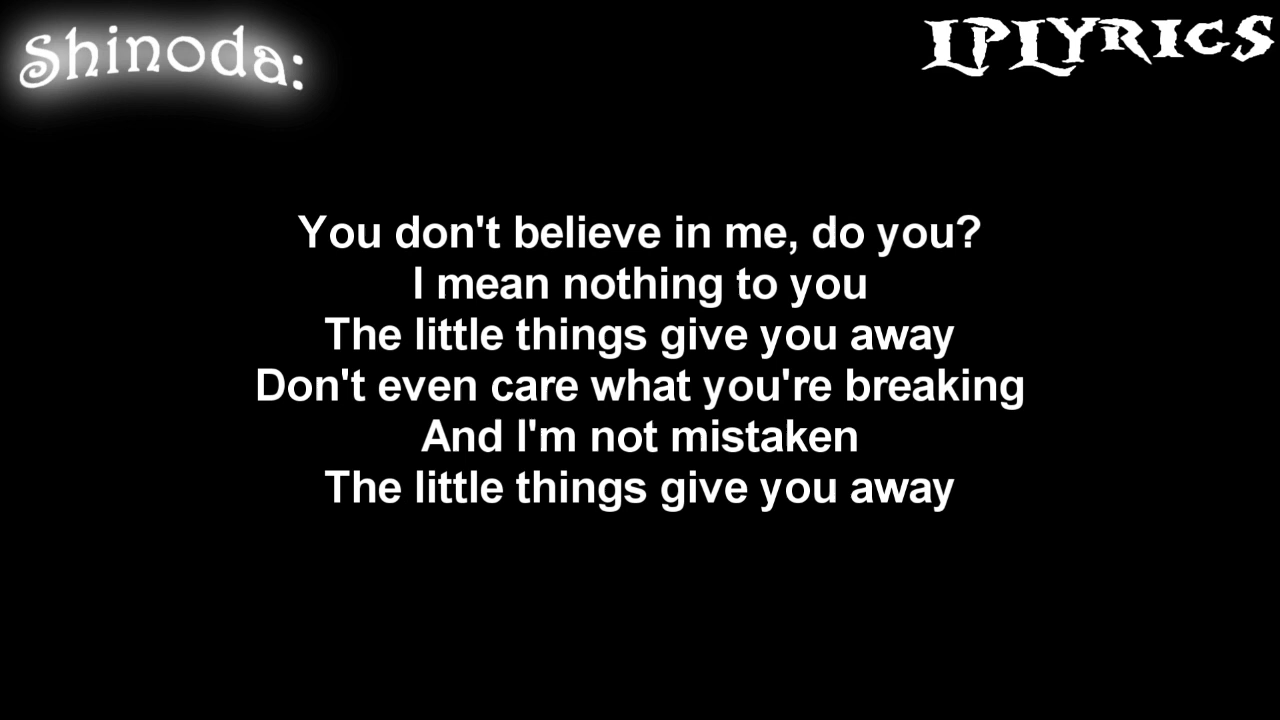 Shinoda:
LPLYRICS
You don't believe in me, do you?
I mean nothing to you
The little things give you away
Don't even care what you're breaking
And I'm not mistaken
The little things give you away